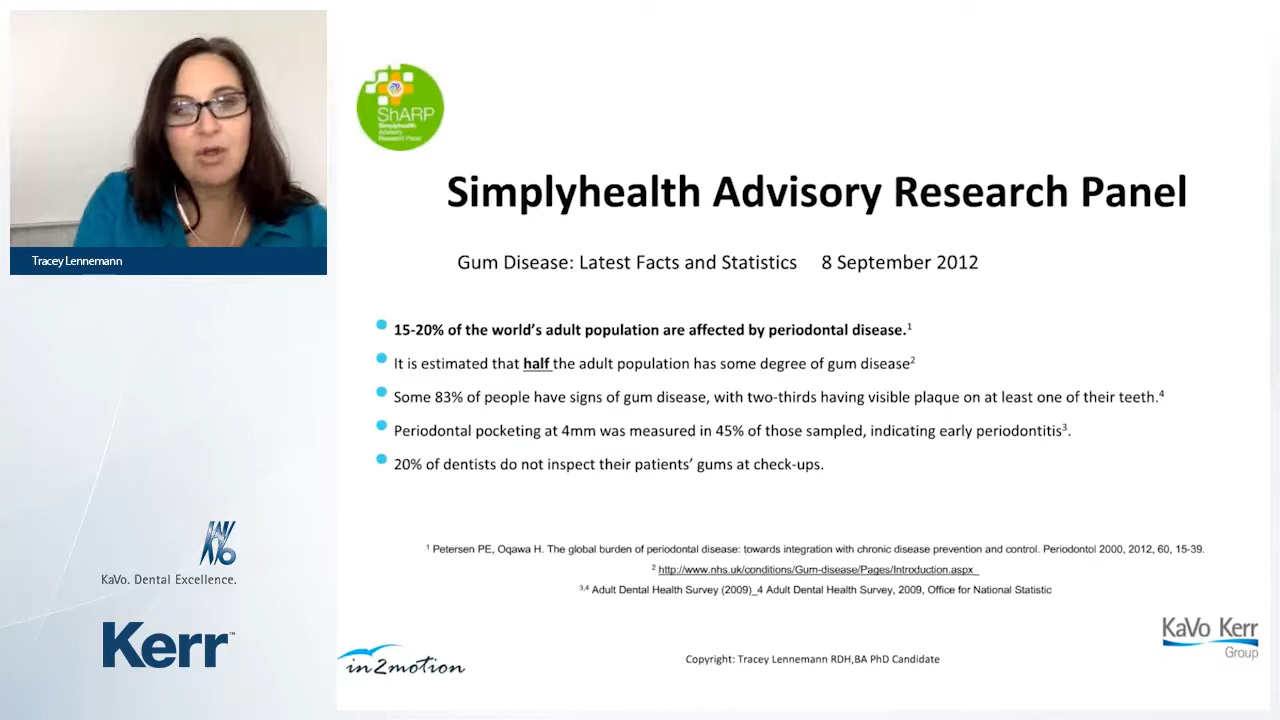 Tracey Lennemann
KaVo. Dental Excellence.
Kerr™
ShARP
Simplyhealth
Advisory
Research Panel
Simplyhealth Advisory Research Panel
Gum Disease: Latest Facts and Statistics 8 September 2012
15-20% of the world's adult population are affected by periodontal disease.¹
It is estimated that half the adult population has some degree of gum disease²
Some 83% of people have signs of gum disease, with two-thirds having visible plaque on at least one of their teeth.⁴
Periodontal pocketing at 4mm was measured in 45% of those sampled, indicating early periodontitis³.
20% of dentists do not inspect their patients' gums at check-ups.
¹ Petersen PE, Oqawa H. The global burden of periodontal disease: towards integration with chronic disease prevention and control. Periodontol 2000, 2012, 60, 15-39.
² http://www.nhs.uk/conditions/Gum-disease/Pages/Introduction.aspx
³,⁴ Adult Dental Health Survey (2009)_4 Adult Dental Health Survey, 2009, Office for National Statistic
in2motion
Copyright: Tracey Lennemann RDH,BA PhD Candidate
KaVo Kerr
Group